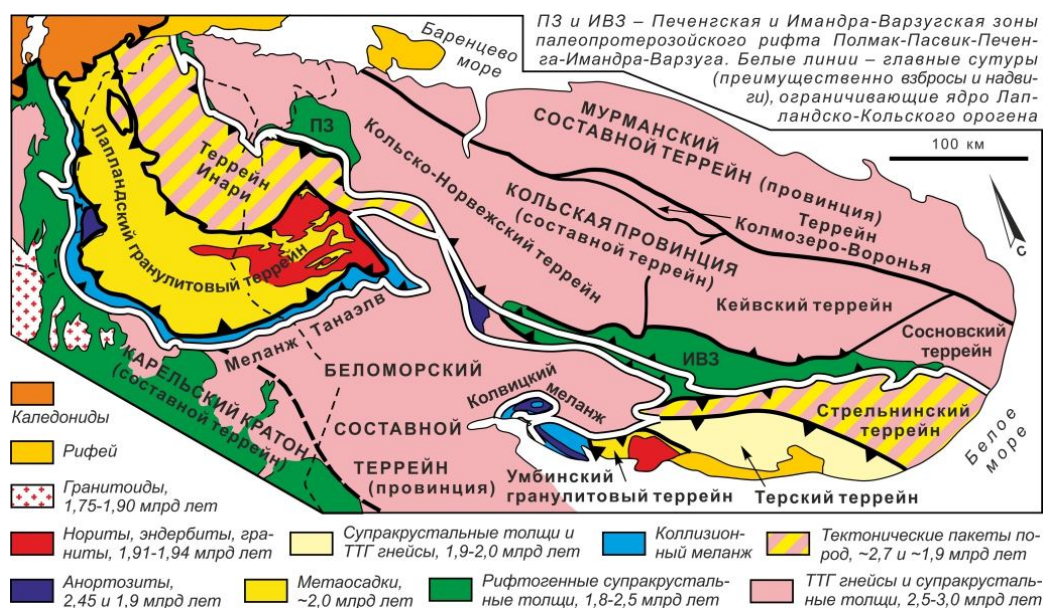 ПЗ и ИВЗ – Печенгская и Имандра-Варзугская зоны
палеопротерозойского рифта Полмак-Пасвик-Печен-
га-Имандра-Варзуга. Белые линии – главные сутуры
(преимущественно взбросы и надви-
ги), ограничивающие ядро Лап-
ландско-Кольского орогена
Баренцево
море
100 км
С
ПЗ
МУРМАНСКИЙ
СОСТАВНОЙ ТЕРРЕЙН (провинция)
Террейн
Колмозеро-Воронья
КОЛЬСКАЯ ПРОВИНЦИЯ
(составной террейн)
Кольско-Норвежский террейн
Кейвский террейн
Сосновский
террейн
Террейн
Инари
Лапландский гранулитовый террейн
Меланж Танаэлв
КАРЕЛЬСКИЙ КРАТОН
(составной террейн)
БЕЛОМОРСКИЙ
СОСТАВНОЙ
ТЕРРЕЙН
(провинция)
Колвицкий
меланж
ИВЗ
Стрельнинский
террейн
Белое
море
Умбинский
гранулитовый террейн
Терский террейн
Каледониды
Рифей
Гранитоиды,
1,75-1,90 млрд лет
Нориты, эндербиты, гра-
ниты, 1,91-1,94 млрд лет
Супракрустальные толщи и
ТТГ гнейсы, 1,9-2,0 млрд лет
Коллизион-
ный меланж
Тектонические пакеты по-
род, ~2,7 и ~1,9 млрд лет
Анортозиты,
2,45 и 1,9 млрд лет
Метаосадки,
~2,0 млрд лет
Рифтогенные супракрусталь-
ные толщи, 1,8-2,5 млрд лет
ТТГ гнейсы и супракрусталь-
ные толщи, 2,5-3,0 млрд лет